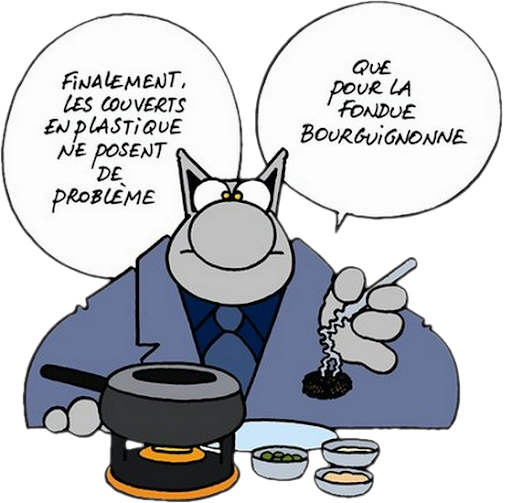 FINALEMENT,
LES COUVERTS
EN PLASTIQUE
NE POSENT
DE
PROBLÈME
QUE
POUR LA
FONDUE
BOURGUIGNONNE